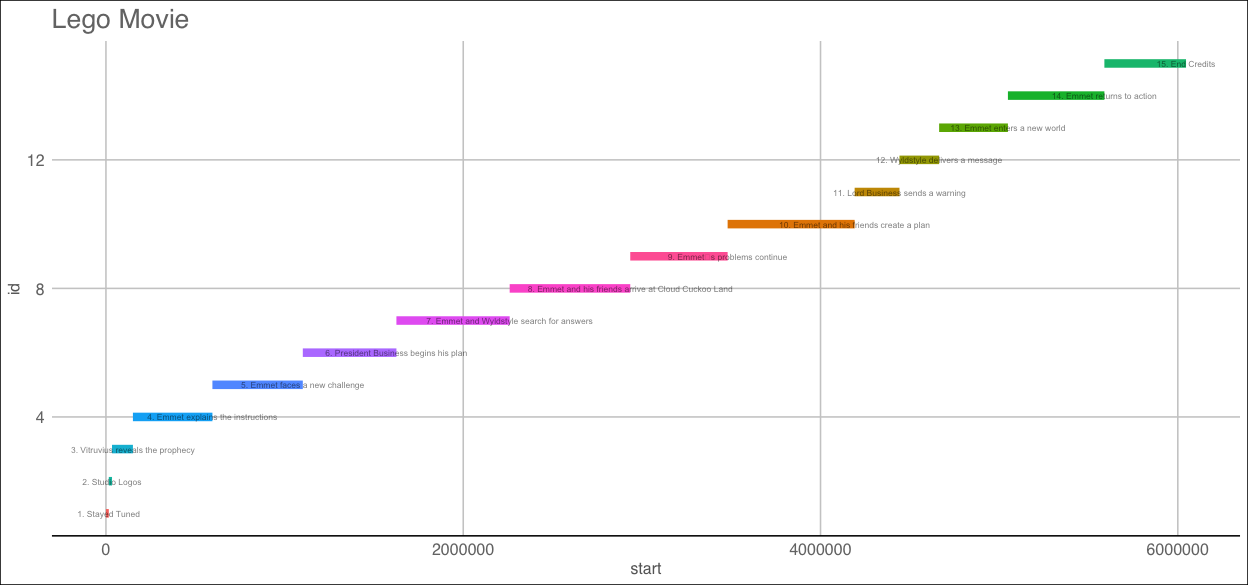 Lego Movie
15. End Credits
14. Emmet returns to action
13. Emmet enters a new world
12
12. Wyldstyle delivers a message
11. Lord Business sends a warning
10. Emmet and his friends create a plan
9. Emmet  s problems continue
id
8
8. Emmet and his friends arrive at Cloud Cuckoo Land
7. Emmet and Wyldstyle search for answers
6. President Business begins his plan
5. Emmet faces a new challenge
4
4. Emmet explains the instructions
3. Vitruvius reveals the prophecy
2. Studio Logos
1. Stayed Tuned
0 2000000 4000000 6000000
start